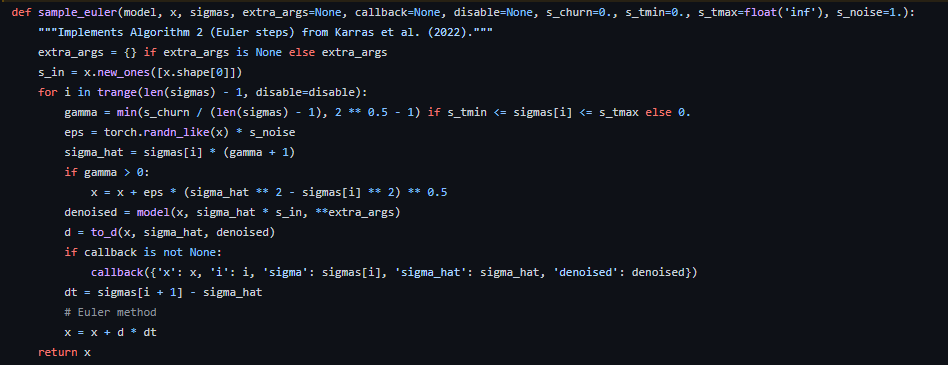 def sample_euler(model, x, sigmas, extra_args=None, callback=None, disable=None, s_churn=0., s_tmin=0., s_tmax=float('inf'), s_noise=1.):
    """Implements Algorithm 2 (Euler steps) from Karras et al. (2022)."""
    extra_args = {} if extra_args is None else extra_args
    s_in = x.new_ones([x.shape[0]])
    for i in trange(len(sigmas) - 1, disable=disable):
        gamma = min(s_churn / (len(sigmas) - 1), 2 ** 0.5 - 1) if s_tmin <= sigmas[i] <= s_tmax else 0.
        eps = torch.randn_like(x) * s_noise
        sigma_hat = sigmas[i] * (gamma + 1)
        if gamma > 0:
            x = x + eps * (sigma_hat ** 2 - sigmas[i] ** 2) ** 0.5
        denoised = model(x, sigma_hat * s_in, **extra_args)
        d = to_d(x, sigma_hat, denoised)
        if callback is not None:
            callback({'x': x, 'i': i, 'sigma': sigmas[i], 'sigma_hat': sigma_hat, 'denoised': denoised})
        dt = sigmas[i + 1] - sigma_hat
        # Euler method
        x = x + d * dt
    return x